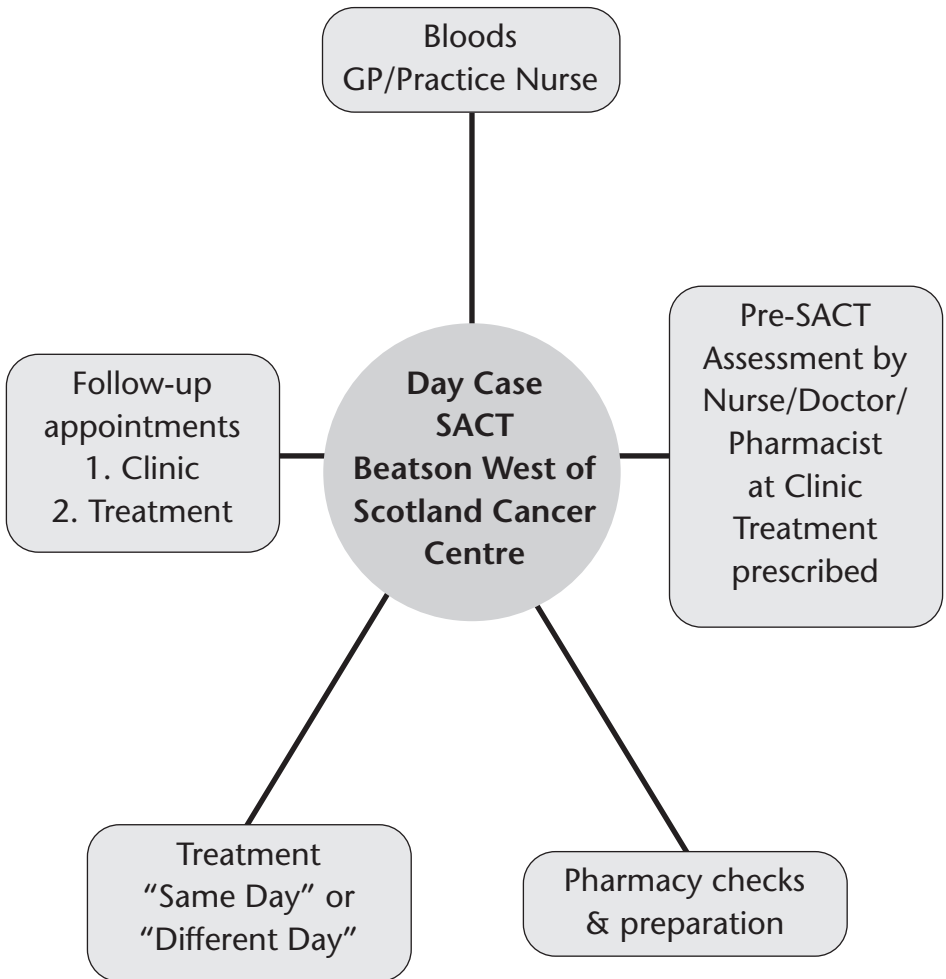 Bloods
GP/Practice Nurse
Pre-SACT
Assessment by
Nurse/Doctor/
Pharmacist
at Clinic
Treatment
prescribed
Follow-up
appointments
1. Clinic
2. Treatment
Day Case
SACT
Beatson West of
Scotland Cancer
Centre
Treatment
“Same Day” or
“Different Day”
Pharmacy checks
& preparation